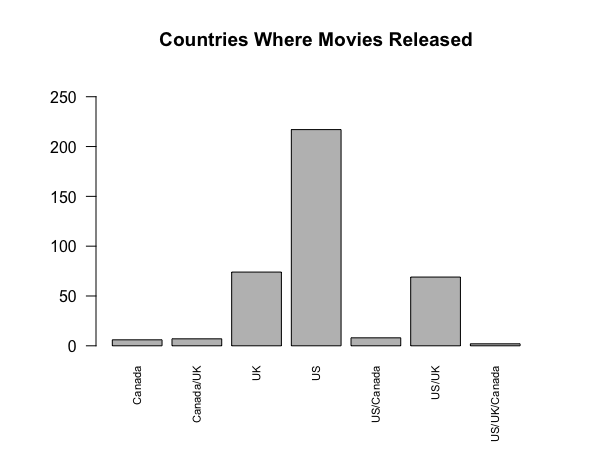 Countries Where Movies Released
250
200
150
100
50
0
Canada
Canada/UK
UK
US
US/Canada
US/UK
US/UK/Canada